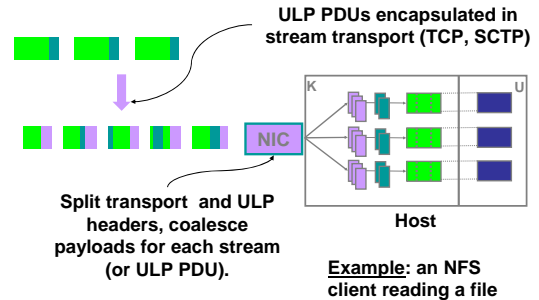 ULP PDUs encapsulated in
stream transport (TCP, SCTP)
K
U
NIC
Split transport and ULP
headers, coalesce
payloads for each stream
(or ULP PDU).
Host
Example: an NFS
client reading a file